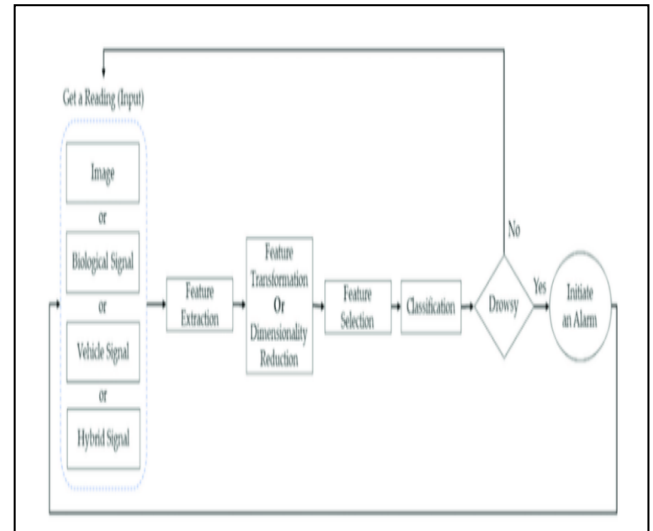 Get a Reading (Input)
Image
or
Biological Signal
or
Vehicle Signal
or
Hybrid Signal
Feature
Extraction
Feature
Transformation
Or
Dimensionality
Reduction
Feature
Selection
Classification
Drowsy
No
Yes
Initiate
an Alarm